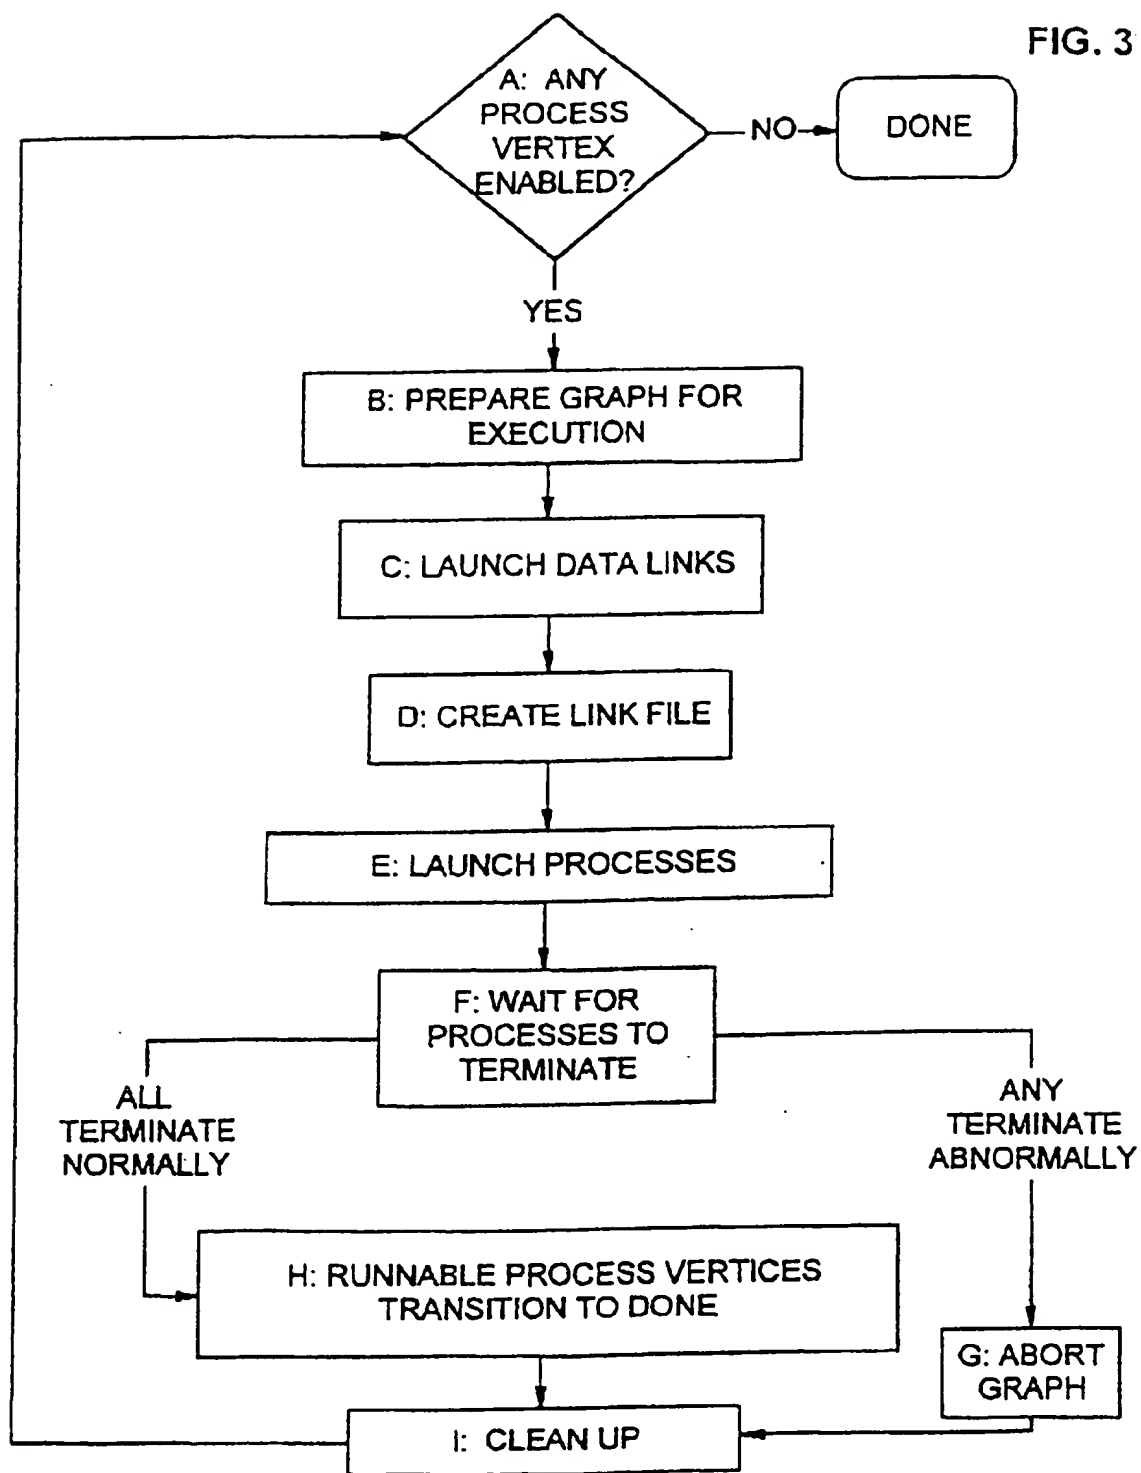 FIG. 3
A: ANY
PROCESS
VERTEX
ENABLED?
NO
DONE
YES
B: PREPARE GRAPH FOR
EXECUTION
C: LAUNCH DATA LINKS
D: CREATE LINK FILE
E: LAUNCH PROCESSES
F: WAIT FOR
PROCESSES TO
TERMINATE
ALL
TERMINATE
NORMALLY
ANY
TERMINATE
ABNORMALLY
H: RUNNABLE PROCESS VERTICES
TRANSITION TO DONE
G: ABORT
GRAPH
I: CLEAN UP